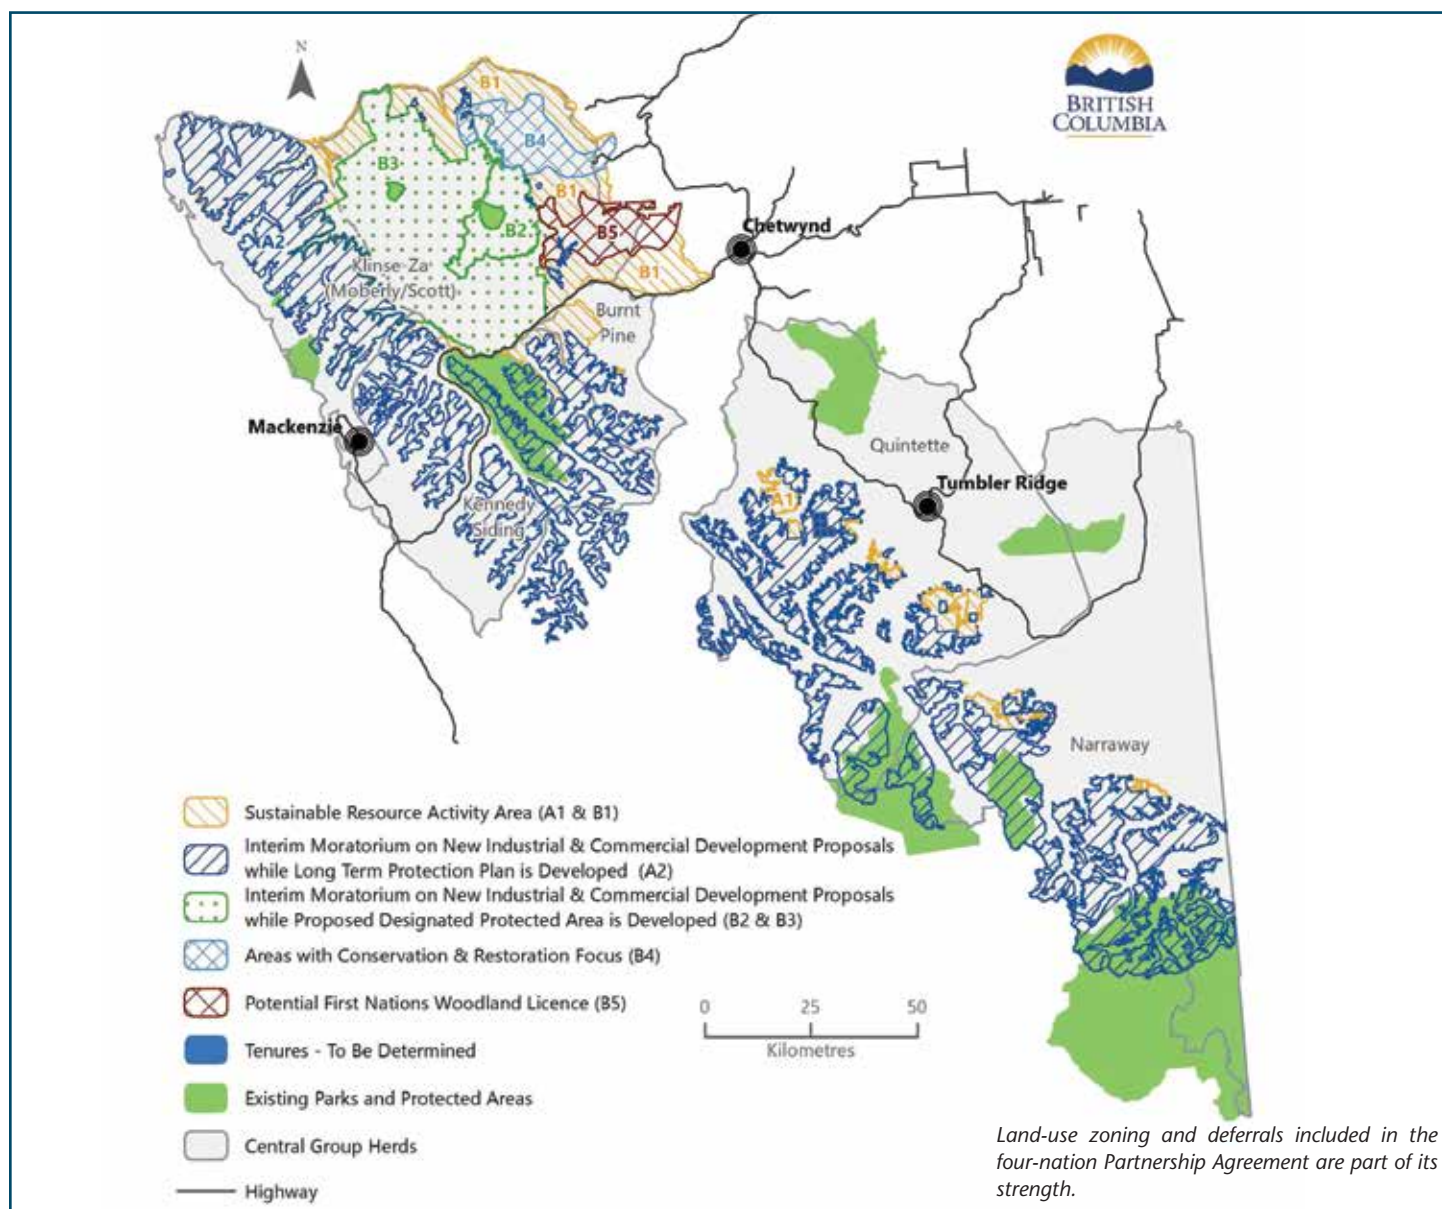 N
BRITISH
COLUMBIA
B1
B4
B3
B1
B2
B5
Chetwynd
A2
B1
Klinse-Za
(Moberly/Scott)
Burnt
Pine
Mackenzie
Quintette
Tumbler Ridge
A1
Kennedy
Siding
Narraway
Sustainable Resource Activity Area (A1 & B1)
Interim Moratorium on New Industrial & Commercial Development Proposals
while Long Term Protection Plan is Developed (A2)
Interim Moratorium on New Industrial & Commercial Development Proposals
while Proposed Designated Protected Area is Developed (B2 & B3)
Areas with Conservation & Restoration Focus (B4)
Potential First Nations Woodland Licence (B5)
Tenures - To Be Determined
Existing Parks and Protected Areas
Central Group Herds
Highway
0 25 50
Kilometres
Land-use zoning and deferrals included in the
four-nation Partnership Agreement are part of its
strength.